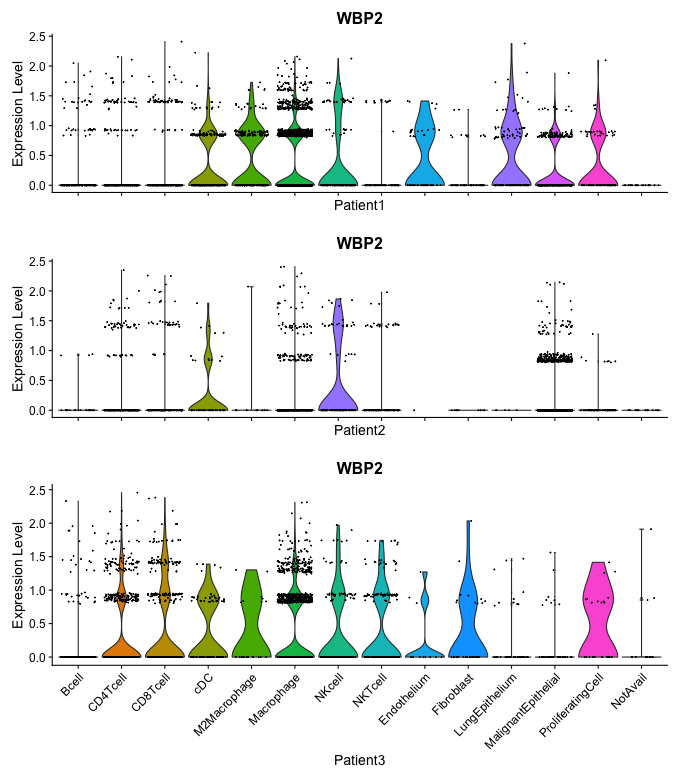 WBP2
Expression Level
2.5
2.0
1.5
1.0
0.5
0.0
Patient1
WBP2
Expression Level
2.5
2.0
1.5
1.0
0.5
0.0
Patient2
WBP2
Expression Level
2.5
2.0
1.5
1.0
0.5
0.0
Bcell
CD4Tcell
CD8Tcell
cDC
M2Macrophage
Macrophage
NKcell
NKTcell
Endothelium
Fibroblast
LungEpithelium
MalignantEpithelial
ProliferatingCell
NotAvail
Patient3